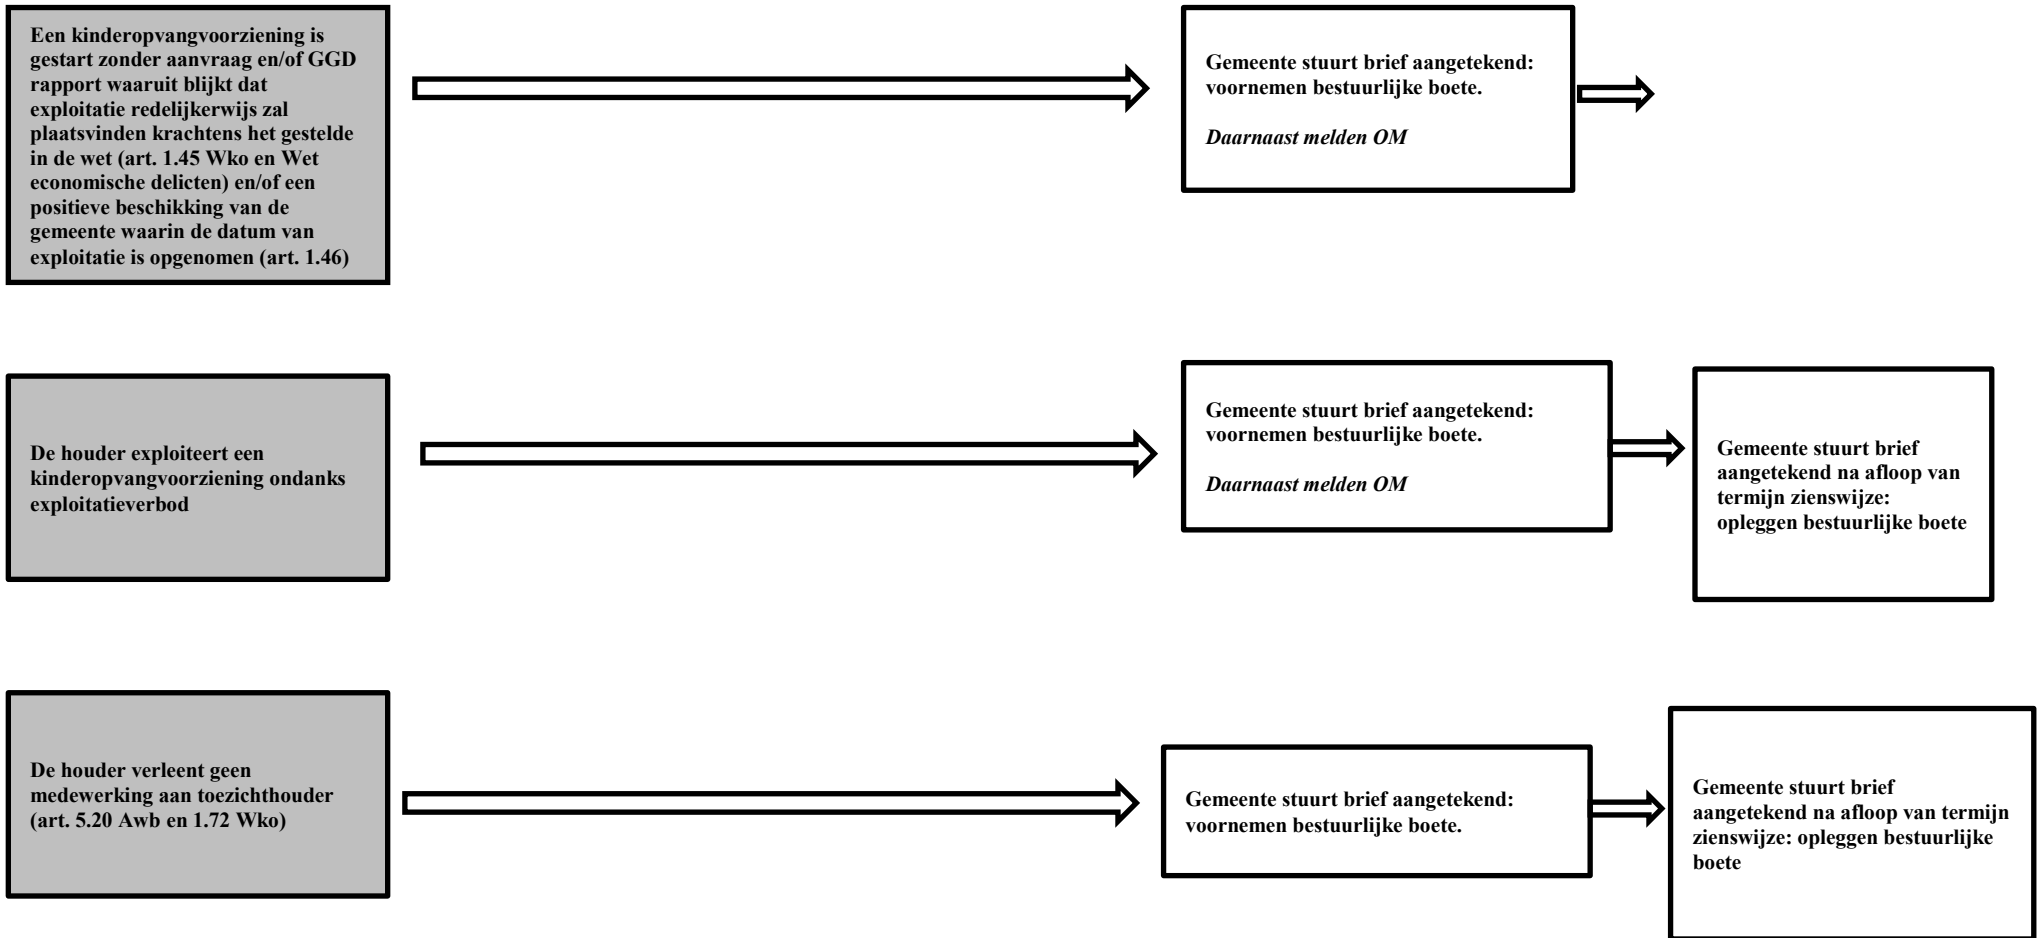 Een kinderopvangvoorziening is
gestart zonder aanvraag en/of GGD
rapport waaruit blijkt dat
exploitatie redelijkerwijs zal
plaatsvinden krachtens het gestelde
in de wet (art. 1.45 Wko en Wet
economische delicten) en/of een
positieve beschikking van de
gemeente waarin de datum van
exploitatie is opgenomen (art. 1.46)
Gemeente stuurt brief aangetekend:
voornemen bestuurlijke boete.
Daarnaast melden OM
De houder exploiteert een
kinderopvangvoorziening ondanks
exploitatieverbod
Gemeente stuurt brief aangetekend:
voornemen bestuurlijke boete.
Daarnaast melden OM
Gemeente stuurt brief
aangetekend na afloop van
termijn zienswijze:
opleggen bestuurlijke boete
De houder verleent geen
medewerking aan toezichthouder
(art. 5.20 Awb en 1.72 Wko)
Gemeente stuurt brief aangetekend:
voornemen bestuurlijke boete.
Gemeente stuurt brief
aangetekend na afloop van termijn
zienswijze: opleggen bestuurlijke
boete